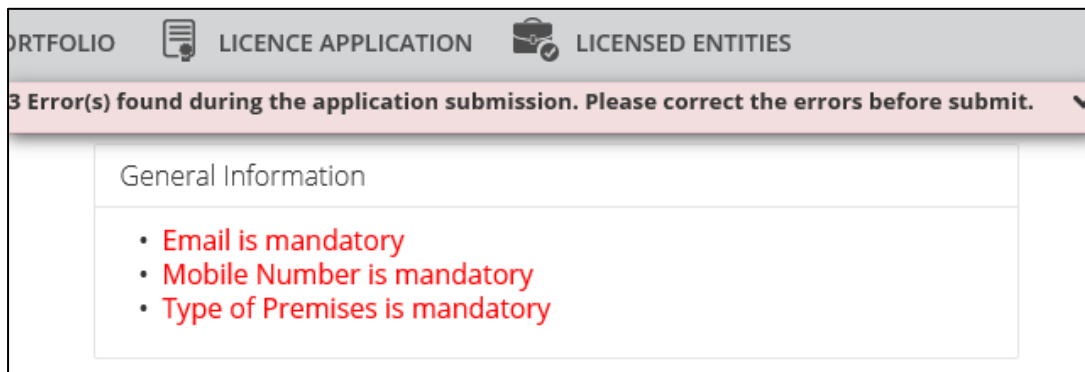 ORTFOLIO LICENCE APPLICATION LICENSED ENTITIES
3 Error(s) found during the application submission. Please correct the errors before submit.
General Information
• Email is mandatory
• Mobile Number is mandatory
• Type of Premises is mandatory